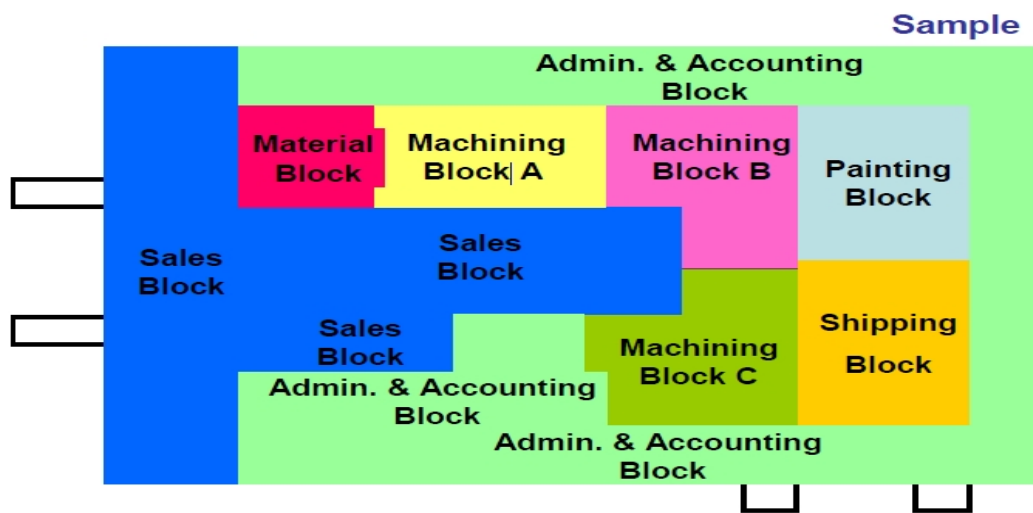 Sample
Admin. & Accounting
Block
Material
Block
Machining
Block A
Machining
Block B
Painting
Block
Sales
Block
Sales
Block
Sales
Block
Machining
Block C
Shipping
Block
Admin. & Accounting
Block
Admin. & Accounting
Block